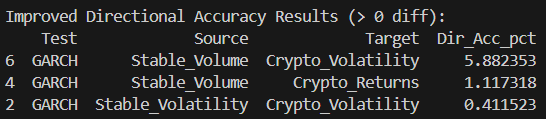 Improved Directional Accuracy Results (> 0 diff):
Test Source Target Dir_Acc_pct
6 GARCH Stable_Volume Crypto_Volatility 5.882353
4 GARCH Stable_Volume Crypto_Returns 1.117318
2 GARCH Stable_Volatility Crypto_Volatility 0.411523